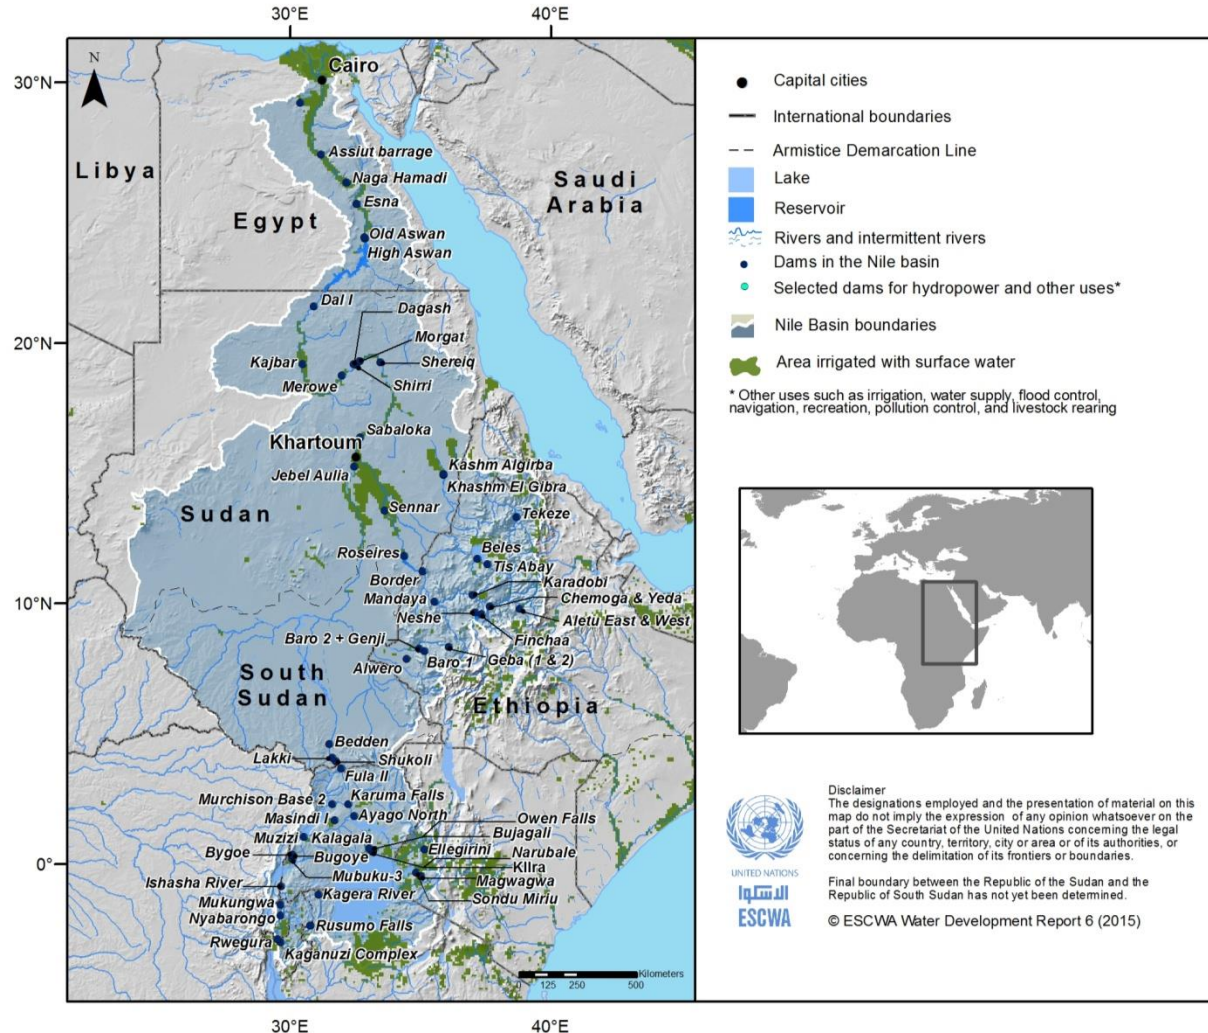 30°E
40°E
N
30°N
20°N
10°N
0°
Cairo
Assiut barrage
Libya
Naga Hamadi
Saudi
Arabia
Esna
Egypt
Old Aswan
High Aswan
Dal I
Dagash
Morgat
Kajbar
Shereiq
Merowe
Shirri
Sabaloka
Khartoum
Jebel Aulia
Kashm Algirba
Khashm El Gibra
Sudan
Sennar
Tekeze
Roseires
Beles
Tis Abay
Border
Karadobi
Mandaya
Chemoga & Yeda
Neshe
Aletu East & West
Finchaa
Baro 2 + Genji
Baro 1
Geba (1 & 2)
Alwero
South
Sudan
Ethiopia
Bedden
Lakki
Shukoli
Fula II
Murchison Base 2
Karuma Falls
Masindi I
Ayago North
Owen Falls
Muzizi
Kalagala
Bujagali
Ellegirini
Bygoe
Bugoye
Narubale
Mubuku-3
KIIra
Ishasha River
Magwagwa
Mukungwa
Kagera River
Sondu Miriu
Nyabarongo
Rusumo Falls
Rwegura
Kaganuzi Complex
0 125 250 500
Kilometers
30°E
40°E
Capital cities
International boundaries
Armistice Demarcation Line
Lake
Reservoir
Rivers and intermittent rivers
Dams in the Nile basin
Selected dams for hydropower and other uses*
Nile Basin boundaries
Area irrigated with surface water
* Other uses such as irrigation, water supply, flood control,
navigation, recreation, pollution control, and livestock rearing
UNITED NATIONS
الاسكوا
ESCWA
Disclaimer
The designations employed and the presentation of material on this
map do not imply the expression of any opinion whatsoever on the
part of the Secretariat of the United Nations concerning the legal
status of any country, territory, city or area or of its authorities, or
concerning the delimitation of its frontiers or boundaries.
Final boundary between the Republic of the Sudan and the
Republic of South Sudan has not yet been determined.
© ESCWA Water Development Report 6 (2015)